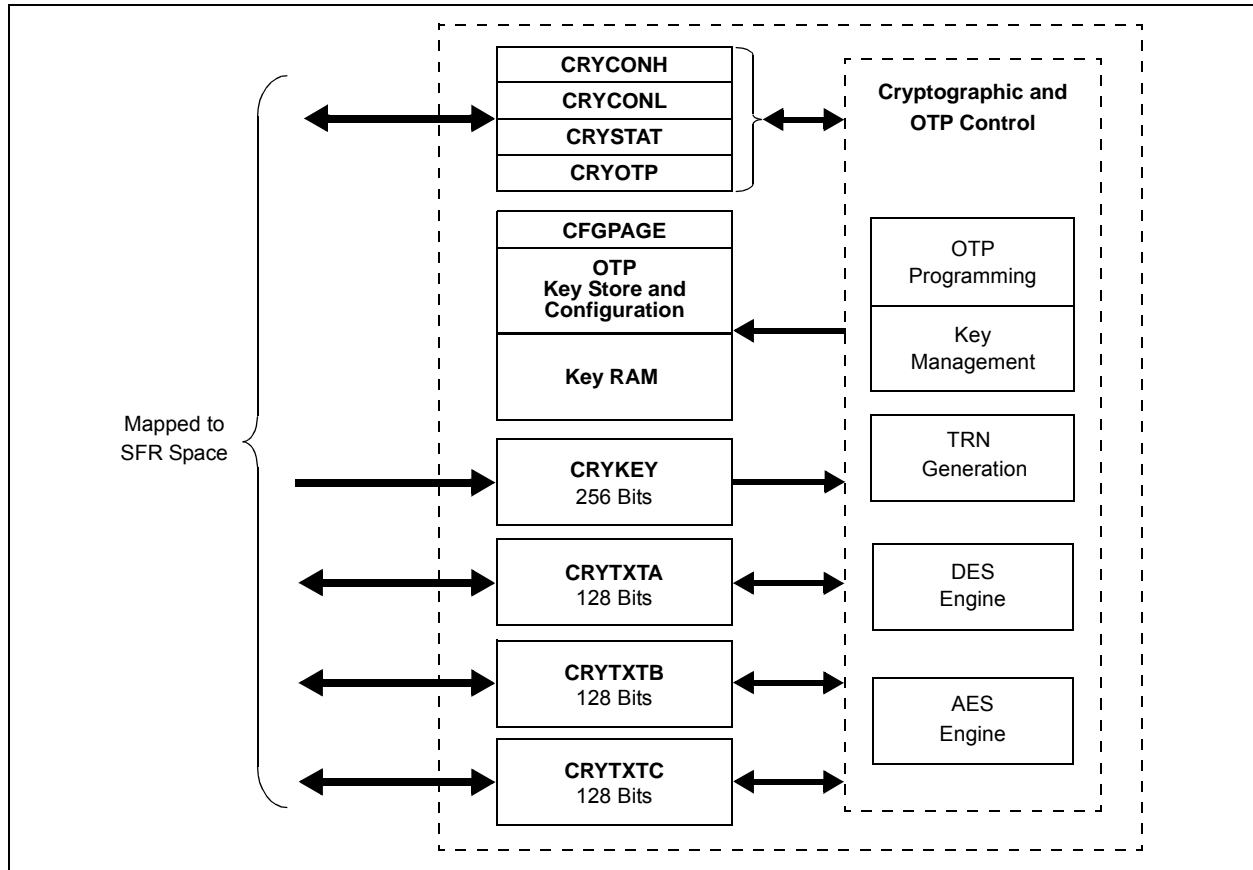 CRYCONH
CRYCONL
CRYSTAT
CRYOTP
CFGPAGE
OTP
Key Store and
Configuration
Key RAM
Mapped to
SFR Space
CRYKEY
256 Bits
CRYTXTA
128 Bits
CRYTXTB
128 Bits
CRYTXTC
128 Bits
Cryptographic and
OTP Control
OTP
Programming
Key
Management
TRN
Generation
DES
Engine
AES
Engine